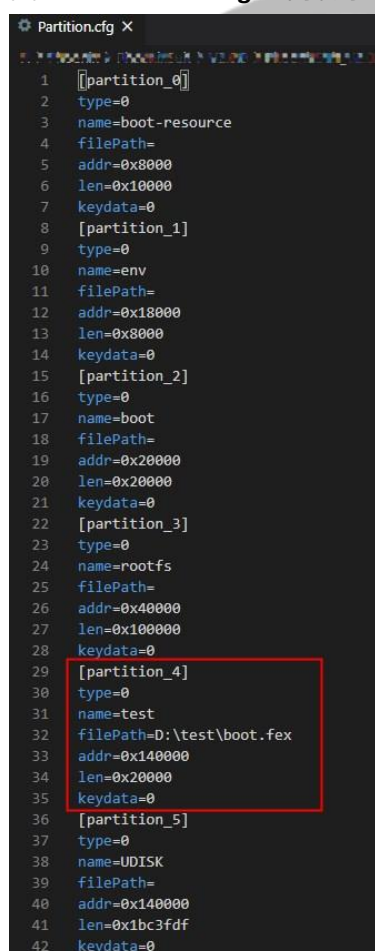 Partition.cfg X
1 [partition_0]
2 type=0
3 name=boot-resource
4 filePath=
5 addr=0x8000
6 len=0x10000
7 keydata=0
8 [partition_1]
9 type=0
10 name=env
11 filePath=
12 addr=0x18000
13 len=0x8000
14 keydata=0
15 [partition_2]
16 type=0
17 name=boot
18 filePath=
19 addr=0x20000
20 len=0x20000
21 keydata=0
22 [partition_3]
23 type=0
24 name=rootfs
25 filePath=
26 addr=0x40000
27 len=0x100000
28 keydata=0
29 [partition_4]
30 type=0
31 name=test
32 filePath=D:\test\boot.fex
33 addr=0x140000
34 len=0x20000
35 keydata=0
36 [partition_5]
37 type=0
38 name=UDISK
39 filePath=
40 addr=0x140000
41 len=0x1bc3fdf
42 keydata=0